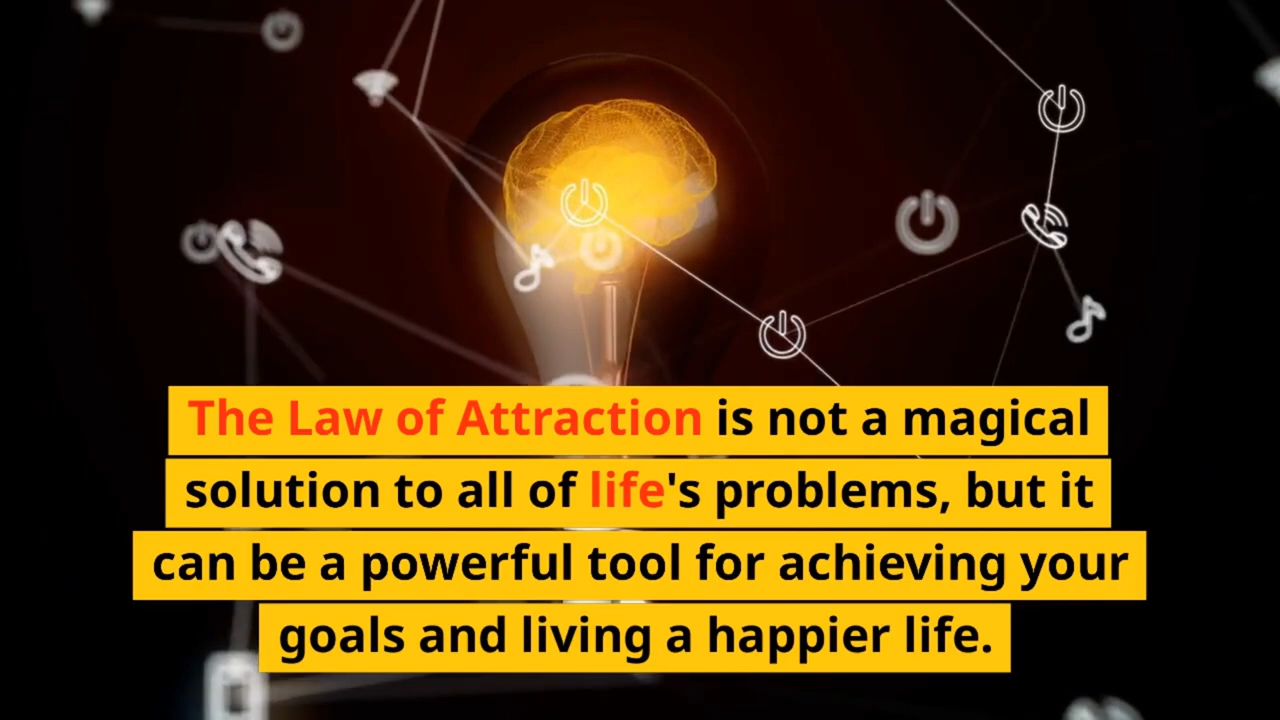 The Law of Attraction is not a magical
solution to all of life's problems, but it
can be a powerful tool for achieving your
goals and living a happier life.